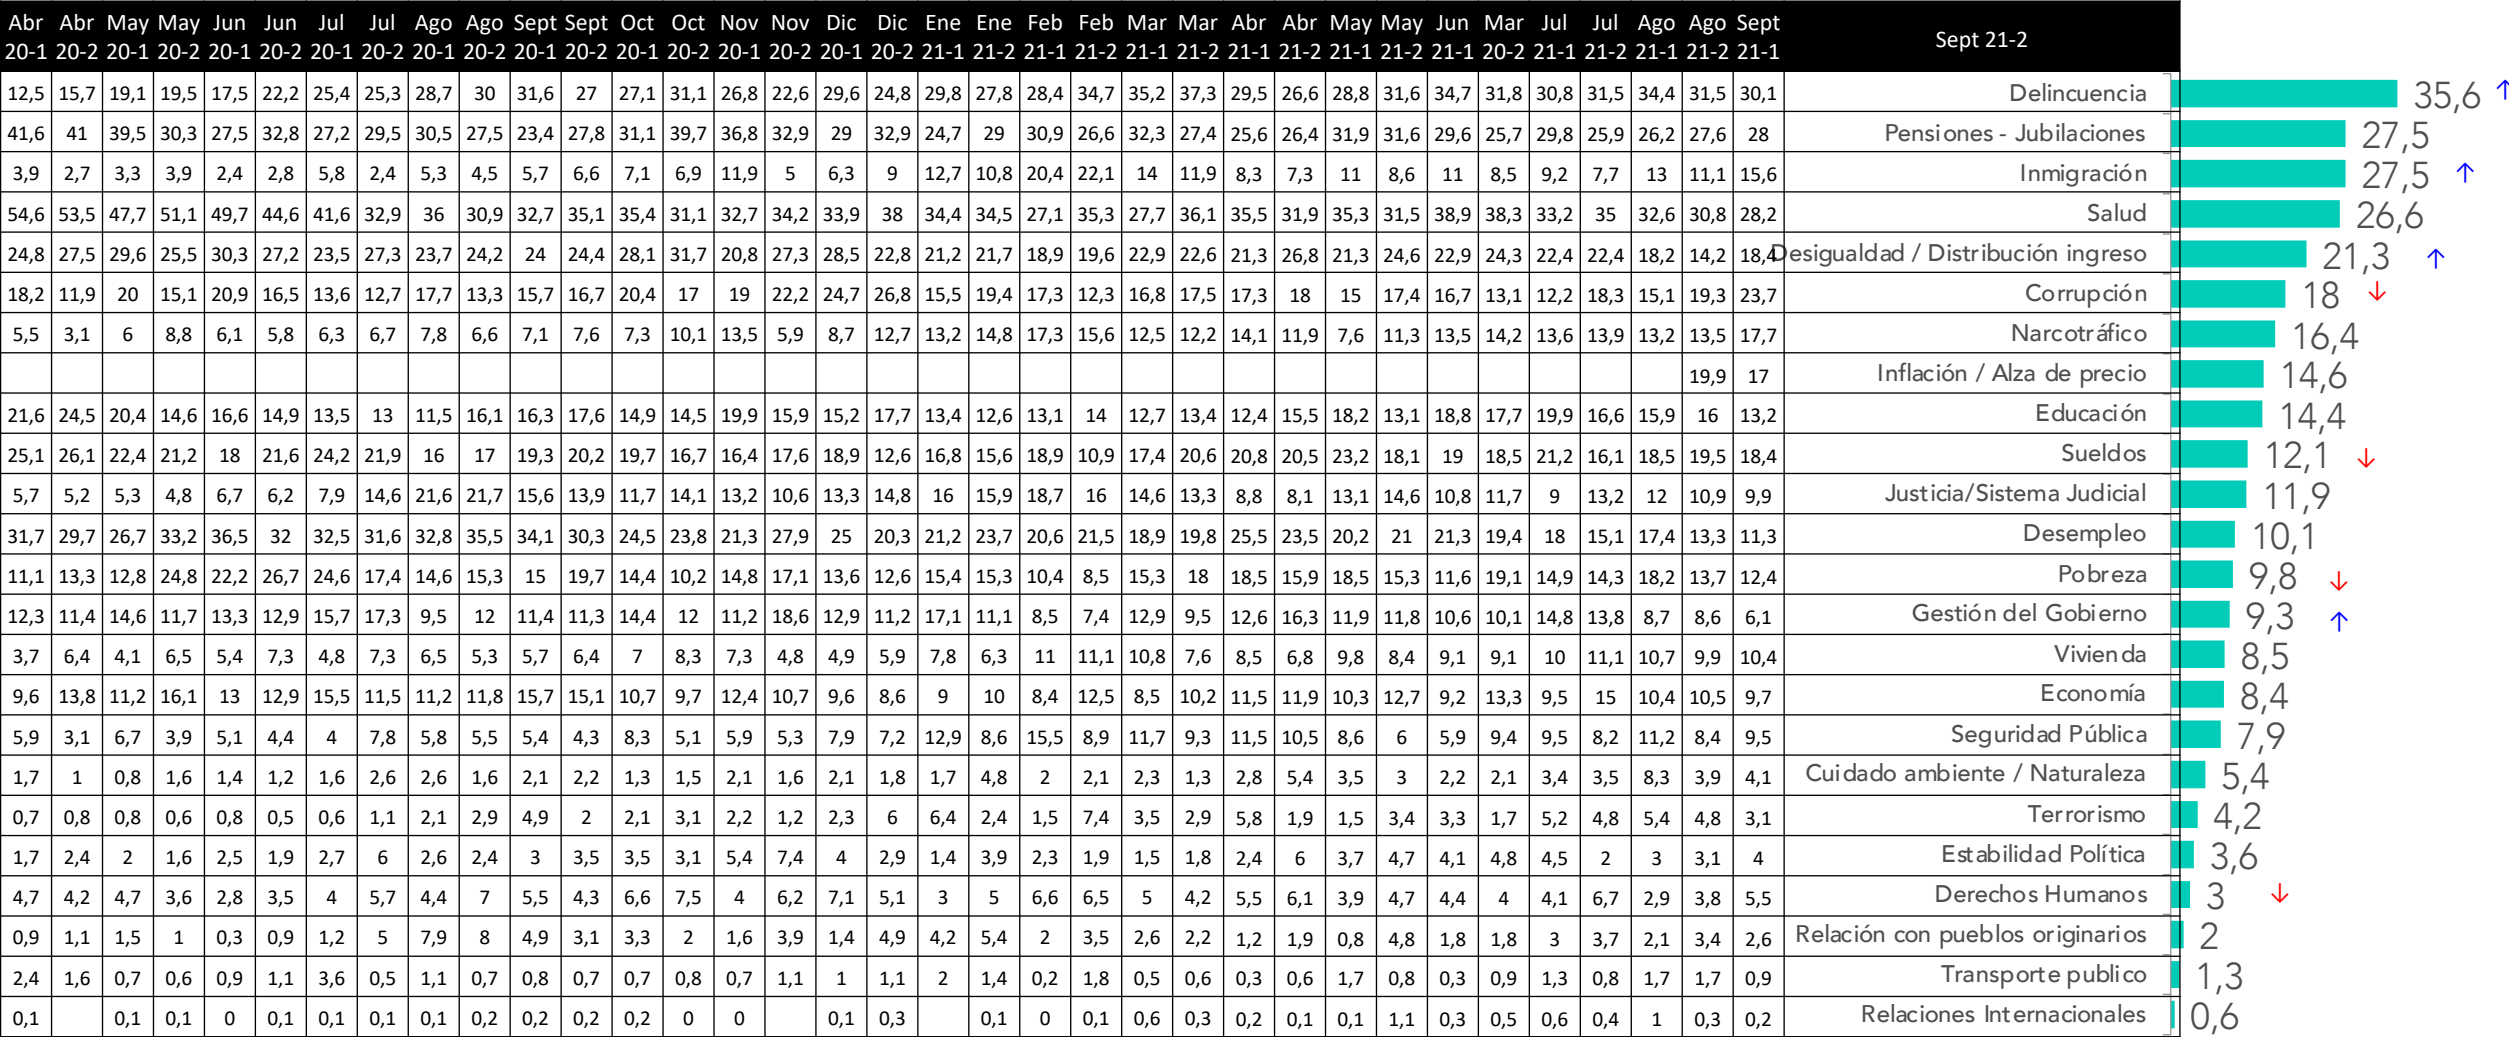 Abr Abr May May Jun Jun Jul Jul Ago Ago Sept Sept Oct Oct Nov Nov Dic Dic Ene Ene Feb Feb Mar Mar Abr Abr May May Jun Mar Jul Jul Ago Ago Sept
20-1 20-2 20-1 20-2 20-1 20-2 20-1 20-2 20-1 20-2 20-1 20-2 20-1 20-2 20-1 20-2 20-1 20-2 21-1 21-2 21-1 21-2 21-1 21-2 21-1 21-2 21-1 21-2 21-1 20-2 21-1 21-2 21-1 21-2 21-1 Sept 21-2
12,5 15,7 19,1 19,5 17,5 22,2 25,4 25,3 28,7 30 31,6 27 27,1 31,1 26,8 22,6 29,6 24,8 29,8 27,8 28,4 34,7 35,2 37,3 29,5 26,6 28,8 31,6 34,7 31,8 30,8 31,5 34,4 31,5 30,1 Delincuencia 35,6 ↑
41,6 41 39,5 30,3 27,5 32,8 27,2 29,5 30,5 27,5 23,4 27,8 31,1 39,7 36,8 32,9 29 32,9 24,7 29 30,9 26,6 32,3 27,4 25,6 26,4 31,9 31,6 29,6 25,7 29,8 25,9 26,2 27,6 28 Pensiones - Jubilaciones 27,5
3,9 2,7 3,3 3,9 2,4 2,8 5,8 2,4 5,3 4,5 5,7 6,6 7,1 6,9 11,9 5 6,3 9 12,7 10,8 20,4 22,1 14 11,9 8,3 7,3 11 8,6 11 8,5 9,2 7,7 13 11,1 15,6 Inmigración 27,5 ↑
54,6 53,5 47,7 51,1 49,7 44,6 41,6 32,9 36 30,9 32,7 35,1 35,4 31,1 32,7 34,2 33,9 38 34,4 34,5 27,1 35,3 27,7 36,1 35,5 31,9 35,3 31,5 38,9 38,3 33,2 35 32,6 30,8 28,2 Salud 26,6
24,8 27,5 29,6 25,5 30,3 27,2 23,5 27,3 23,7 24,2 24 24,4 28,1 31,7 20,8 27,3 28,5 22,8 21,2 21,7 18,9 19,6 22,9 22,6 21,3 26,8 21,3 24,6 22,9 24,3 22,4 22,4 18,2 14,2 18,4 Desigualdad / Distribución ingreso 21,3 ↑
18,2 11,9 20 15,1 20,9 16,5 13,6 12,7 17,7 13,3 15,7 16,7 20,4 17 19 22,2 24,7 26,8 15,5 19,4 17,3 12,3 16,8 17,5 17,3 18 15 17,4 16,7 13,1 12,2 18,3 15,1 19,3 23,7 Corrupción 18 ↓
5,5 3,1 6 8,8 6,1 5,8 6,3 6,7 7,8 6,6 7,1 7,6 7,3 10,1 13,5 5,9 8,7 12,7 13,2 14,8 17,3 15,6 12,5 12,2 14,1 11,9 7,6 11,3 13,5 14,2 13,6 13,9 13,2 13,5 17,7 Narcotráfico 16,4
19,9 17 Inflación / Alza de precio 14,6
21,6 24,5 20,4 14,6 16,6 14,9 13,5 13 11,5 16,1 16,3 17,6 14,9 14,5 19,9 15,9 15,2 17,7 13,4 12,6 13,1 14 12,7 13,4 12,4 15,5 18,2 13,1 18,8 17,7 19,9 16,6 15,9 16 13,2 Educación 14,4
25,1 26,1 22,4 21,2 18 21,6 24,2 21,9 16 17 19,3 20,2 19,7 16,7 16,4 17,6 18,9 12,6 16,8 15,6 18,9 10,9 17,4 20,6 20,8 20,5 23,2 18,1 19 18,5 21,2 16,1 18,5 19,5 18,4 Sueldos 12,1 ↓
5,7 5,2 5,3 4,8 6,7 6,2 7,9 14,6 21,6 21,7 15,6 13,9 11,7 14,1 13,2 10,6 13,3 14,8 16 15,9 18,7 16 14,6 13,3 8,8 8,1 13,1 14,6 10,8 11,7 9 13,2 12 10,9 9,9 Justicia/Sistema Judicial 11,9
31,7 29,7 26,7 33,2 36,5 32 32,5 31,6 32,8 35,5 34,1 30,3 24,5 23,8 21,3 27,9 25 20,3 21,2 23,7 20,6 21,5 18,9 19,8 25,5 23,5 20,2 21 21,3 19,4 18 15,1 17,4 13,3 11,3 Desempleo 10,1
11,1 13,3 12,8 24,8 22,2 26,7 24,6 17,4 14,6 15,3 15 19,7 14,4 10,2 14,8 17,1 13,6 12,6 15,4 15,3 10,4 8,5 15,3 18 18,5 15,9 18,5 15,3 11,6 19,1 14,9 14,3 18,2 13,7 12,4 Pobreza 9,8 ↓
12,3 11,4 14,6 11,7 13,3 12,9 15,7 17,3 9,5 12 11,4 11,3 14,4 12 11,2 18,6 12,9 11,2 17,1 11,1 8,5 7,4 12,9 9,5 12,6 16,3 11,9 11,8 10,6 10,1 14,8 13,8 8,7 8,6 6,1 Gestión del Gobierno 9,3 ↑
3,7 6,4 4,1 6,5 5,4 7,3 4,8 7,3 6,5 5,3 5,7 6,4 7 8,3 7,3 4,8 4,9 5,9 7,8 6,3 11 11,1 10,8 7,6 8,5 6,8 9,8 8,4 9,1 9,1 10 11,1 10,7 9,9 10,4 Vivienda 8,5
9,6 13,8 11,2 16,1 13 12,9 15,5 11,5 11,2 11,8 15,7 15,1 10,7 9,7 12,4 10,7 9,6 8,6 9 10 8,4 12,5 8,5 10,2 11,5 11,9 10,3 12,7 9,2 13,3 9,5 15 10,4 10,5 9,7 Economía 8,4
5,9 3,1 6,7 3,9 5,1 4,4 4 7,8 5,8 5,5 5,4 4,3 8,3 5,1 5,9 5,3 7,9 7,2 12,9 8,6 15,5 8,9 11,7 9,3 11,5 10,5 8,6 6 5,9 9,4 9,5 8,2 11,2 8,4 9,5 Seguridad Pública 7,9
1,7 1 0,8 1,6 1,4 1,2 1,6 2,6 2,6 1,6 2,1 2,2 1,3 1,5 2,1 1,6 2,1 1,8 1,7 4,8 2 2,1 2,3 1,3 2,8 5,4 3,5 3 2,2 2,1 3,4 3,5 8,3 3,9 4,1 Cuidado ambiente / Naturaleza 5,4
0,7 0,8 0,8 0,6 0,8 0,5 0,6 1,1 2,1 2,9 4,9 2 2,1 3,1 2,2 1,2 2,3 6 6,4 2,4 1,5 7,4 3,5 2,9 5,8 1,9 1,5 3,4 3,3 1,7 5,2 4,8 5,4 4,8 3,1 Terrorismo 4,2
1,7 2,4 2 1,6 2,5 1,9 2,7 6 2,6 2,4 3 3,5 3,5 3,1 5,4 7,4 4 2,9 1,4 3,9 2,3 1,9 1,5 1,8 2,4 6 3,7 4,7 4,1 4,8 4,5 2 3 3,1 4 Estabilidad Política 3,6
4,7 4,2 4,7 3,6 2,8 3,5 4 5,7 4,4 7 5,5 4,3 6,6 7,5 4 6,2 7,1 5,1 3 5 6,6 6,5 5 4,2 5,5 6,1 3,9 4,7 4,4 4 4,1 6,7 2,9 3,8 5,5 Derechos Humanos 3 ↓
0,9 1,1 1,5 1 0,3 0,9 1,2 5 7,9 8 4,9 3,1 3,3 2 1,6 3,9 1,4 4,9 4,2 5,4 2 3,5 2,6 2,2 1,2 1,9 0,8 4,8 1,8 1,8 3 3,7 2,1 3,4 2,6 Relación con pueblos originarios 2
2,4 1,6 0,7 0,6 0,9 1,1 3,6 0,5 1,1 0,7 0,8 0,7 0,7 0,8 0,7 1,1 1 1,1 2 1,4 0,2 1,8 0,5 0,6 0,3 0,6 1,7 0,8 0,3 0,9 1,3 0,8 1,7 1,7 0,9 Transporte publico 1,3
0,1 0,1 0,1 0 0,1 0,1 0,1 0,1 0,2 0,2 0,2 0,2 0 0 0,1 0,3 0,1 0 0,1 0,6 0,3 0,2 0,1 0,1 1,1 0,3 0,5 0,6 0,4 1 0,3 0,2 Relaciones Internacionales 0,6